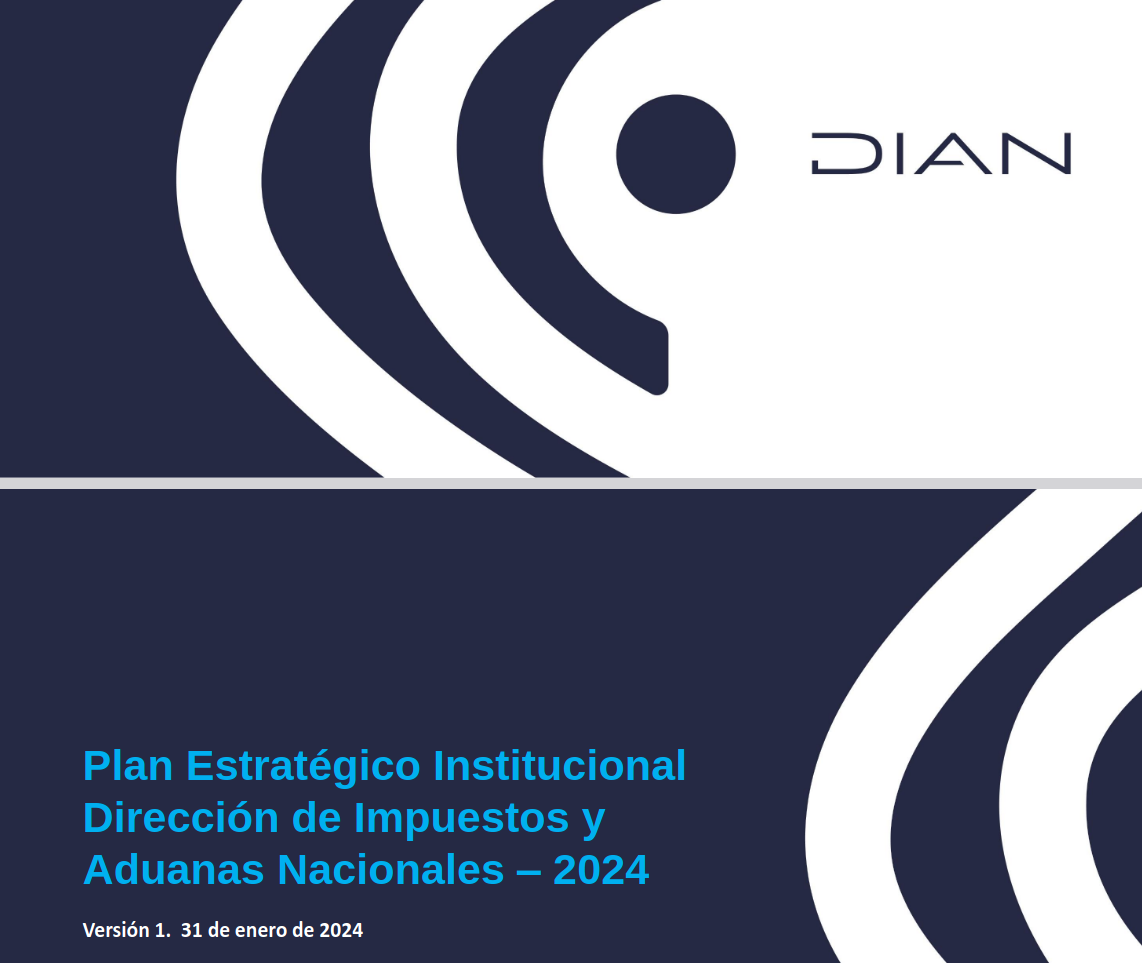 DIAN
Plan Estratégico Institucional
Dirección de Impuestos y
Aduanas Nacionales – 2024
Versión 1.  31 de enero de 2024